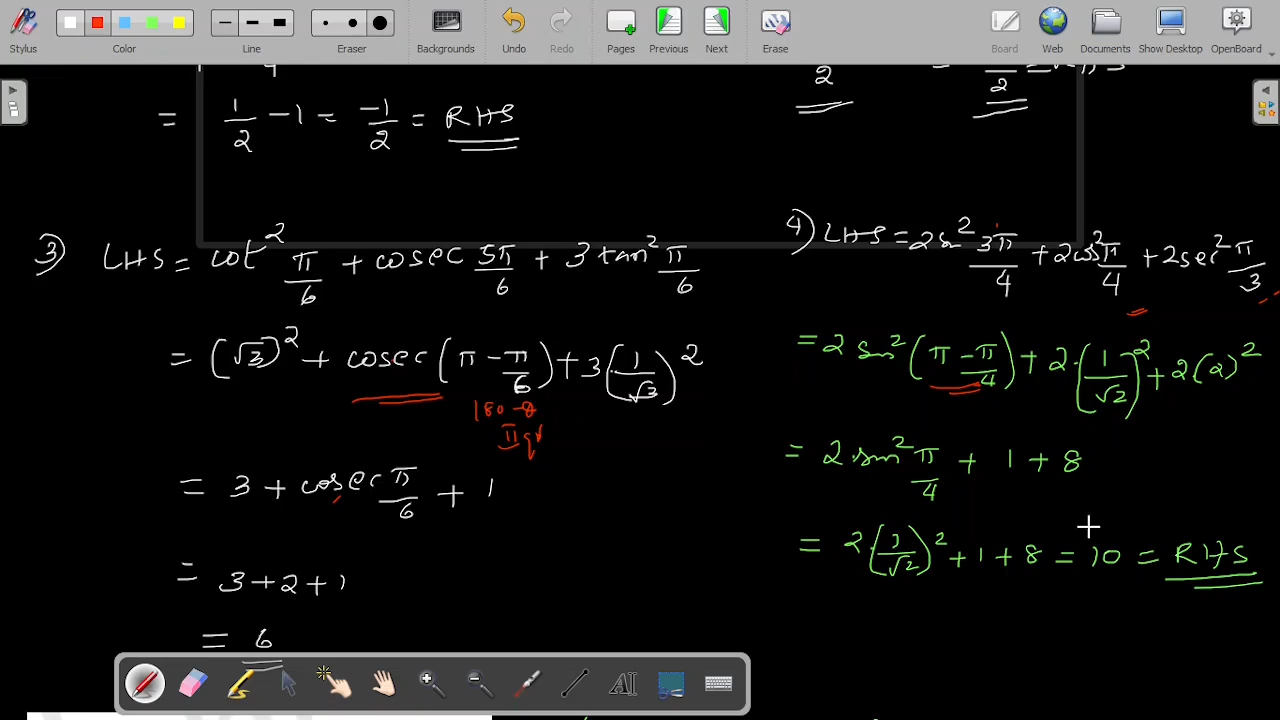 Stylus Color Line Eraser Backgrounds Undo Redo Pages Previous Next Erase Board Web Documents Show Desktop OpenBoard
= 1/2 - 1 = -1/2 = RHS
3) LHS = cot² π/6 + cosec 5π/6 + 3 tan² π/6
= (√3)² + cosec (π - π/6) + 3(1/√3)²
180-θ
π
= 3 + cosec π/6 + 1
= 3 + 2 + 1
= 6
4) LHS = 2 sin² 3π/4 + 2 cos² π/4 + 2 sec² π/3
= 2 sin² (π - π/4) + 2·(1/√2)² + 2(2)²
= 2 sin² π/4 + 1 + 8
= 2(1/√2)² + 1 + 8 = 10 = RHS
AI